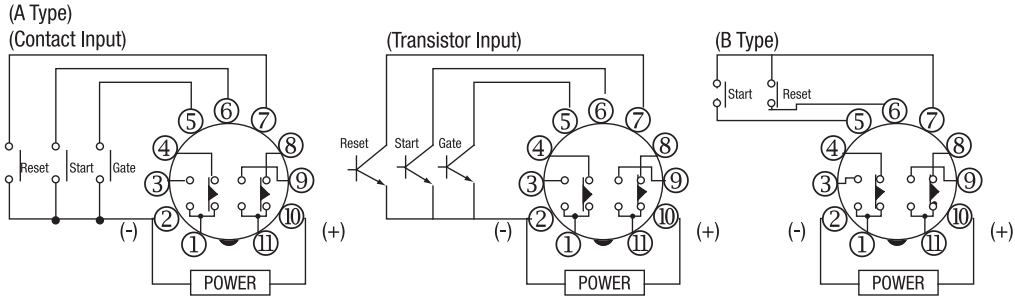 (A Type)
(Contact Input)
(Transistor Input)
(B Type)
Reset
Start
Gate
5
6
7
4
8
3
9
2
10
1
11
(-)
(+)
POWER
Reset
Start
Gate
5
6
7
4
8
3
9
2
10
1
11
(-)
(+)
POWER
Start
Reset
5
6
7
4
8
3
9
2
10
1
11
(-)
(+)
POWER